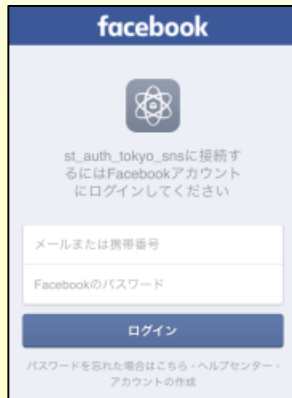 facebook
st_auth_tokyo_snsに接続す
るにはFacebookアカウント
にログインしてください
メールまたは携帯番号
Facebookのパスワード
ログイン
パスワードを忘れた場合はこちら・ヘルプセンター・
アカウントの作成